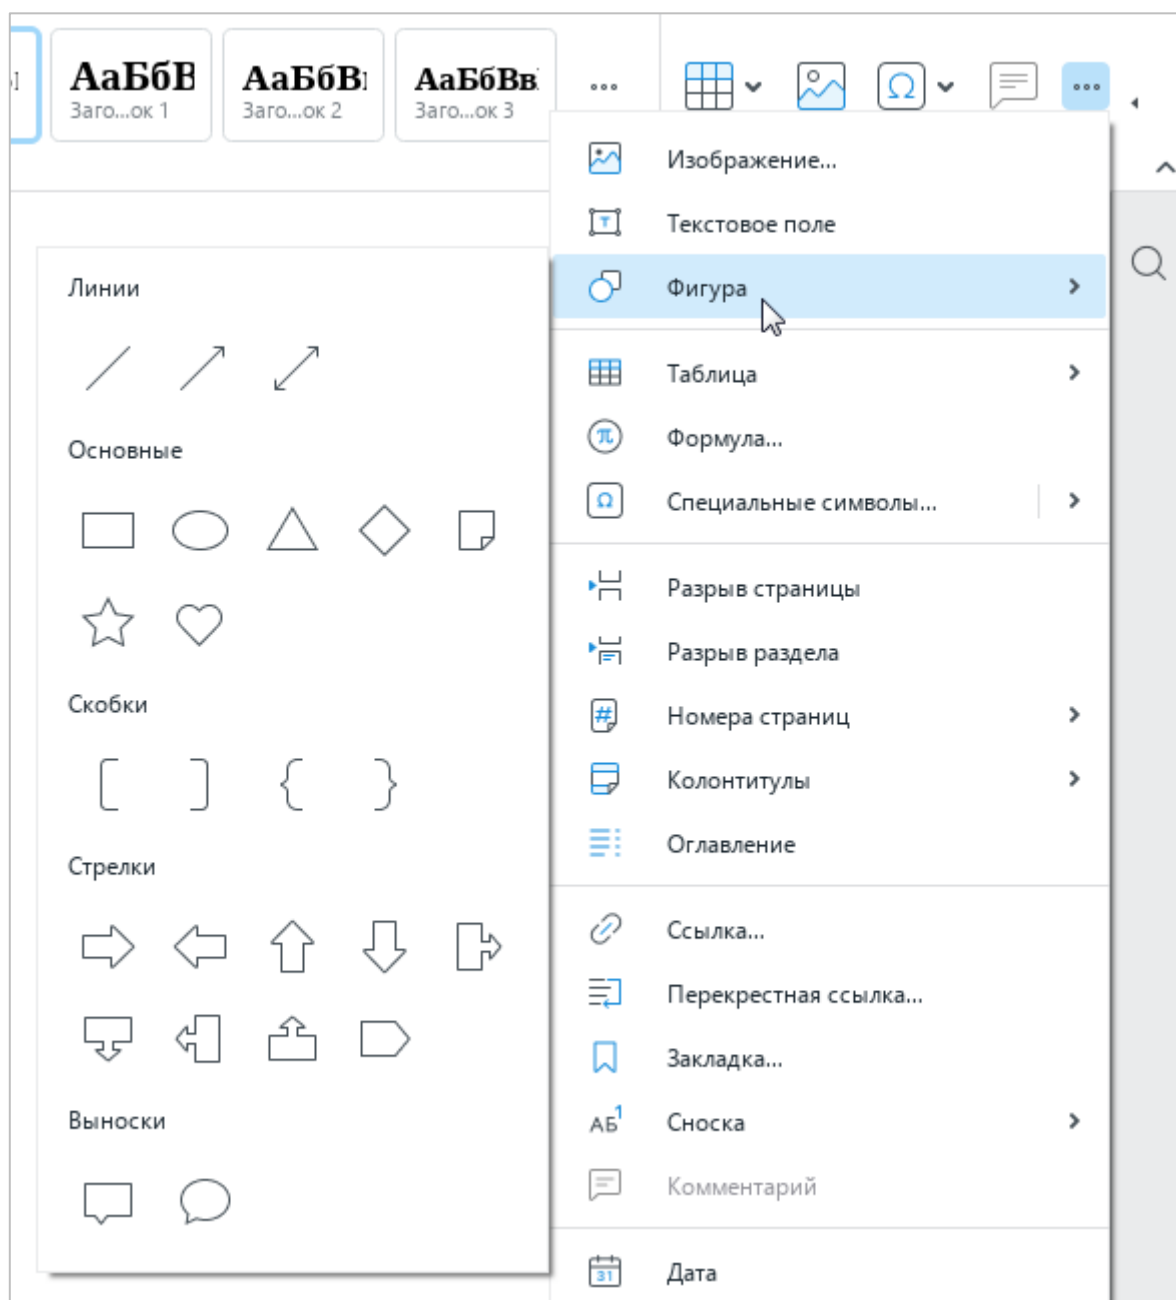 АаБбВ
Заго...ок 1
АаБбВ
Заго...ок 2
АаБбВв
Заго...ок 3
Изображение...
Текстовое поле
Фигура
Линии
Основные
Скобки
Стрелки
Выноски
Таблица
Формула...
Специальные символы...
Разрыв страницы
Разрыв раздела
Номера страниц
Колонтитулы
Оглавление
Ссылка...
Перекрестная ссылка...
Закладка...
АБ1
Сноска
Комментарий
31
Дата